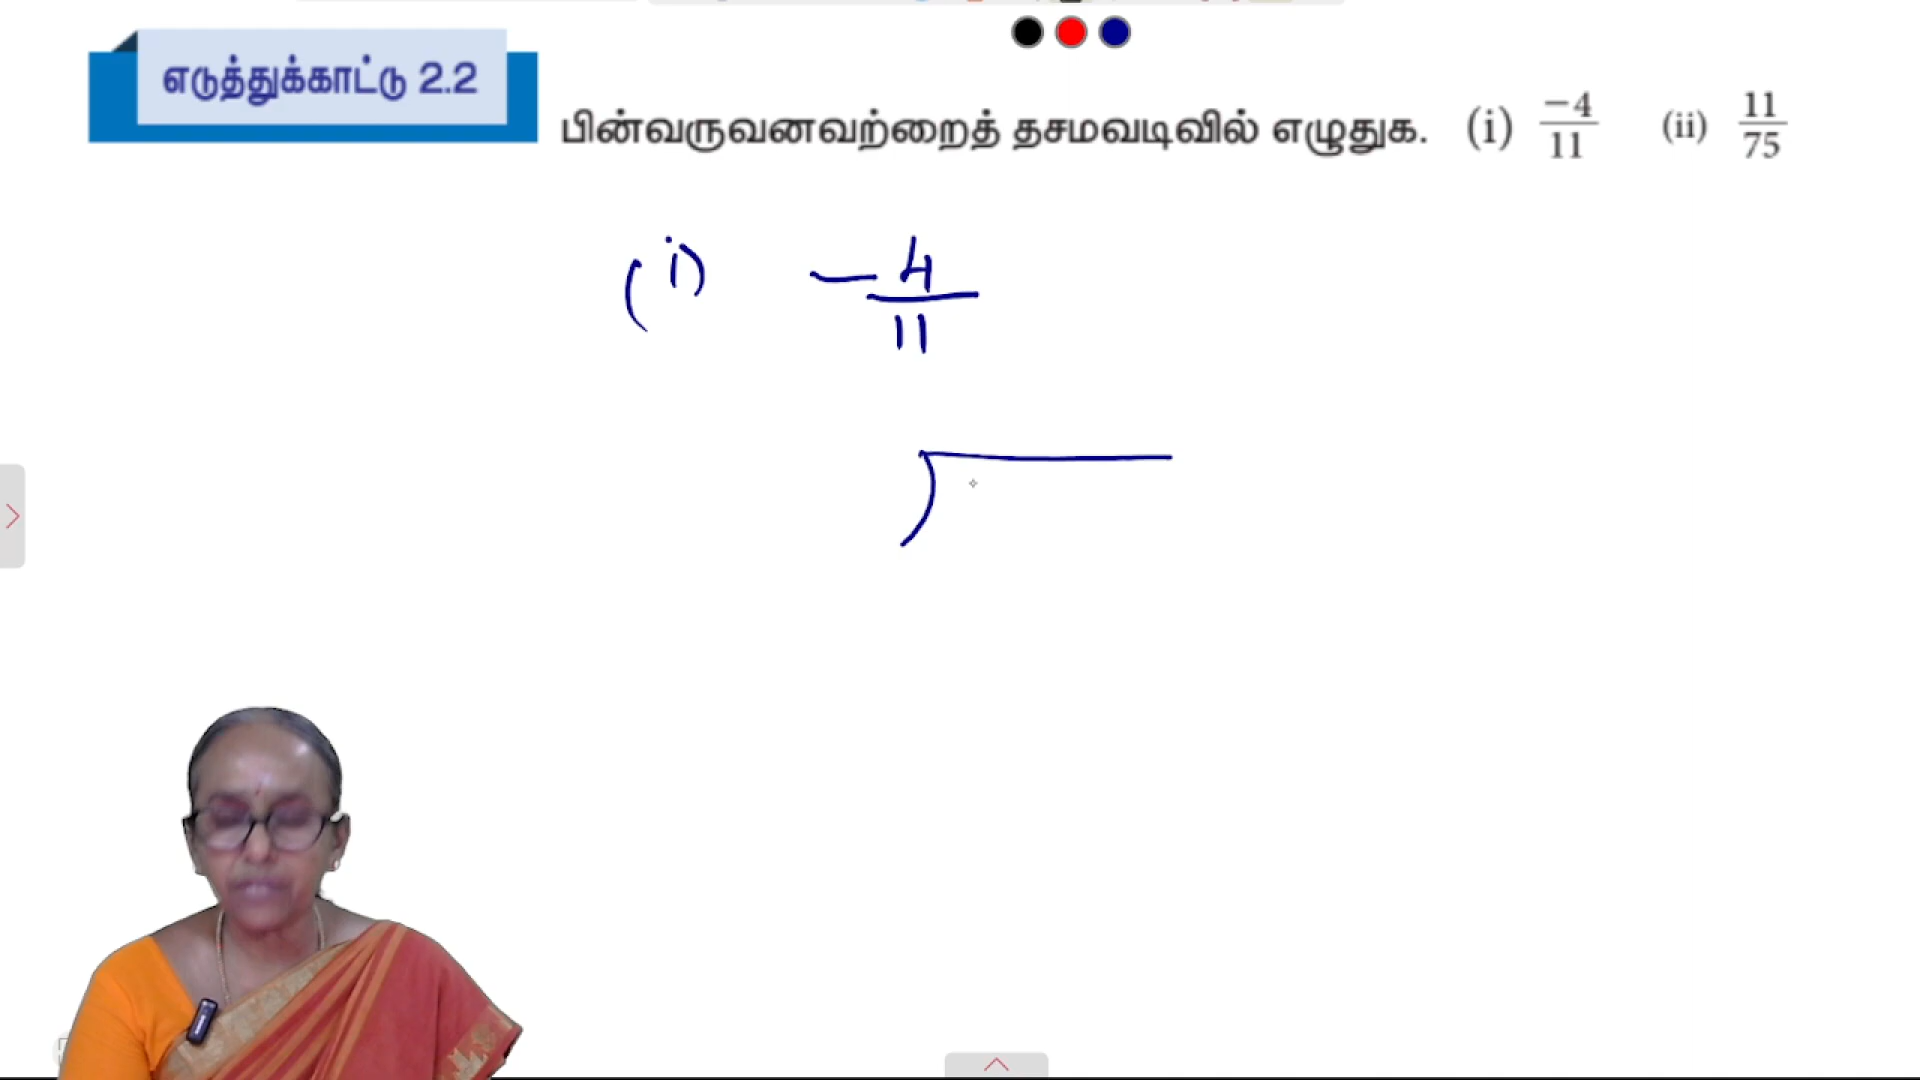 எடுத்துக்காட்டு 2.2
பின்வருவனவற்றைத் தசமவடிவில் எழுதுக. (i) -4/11 (ii) 11/75
(i) -4/11